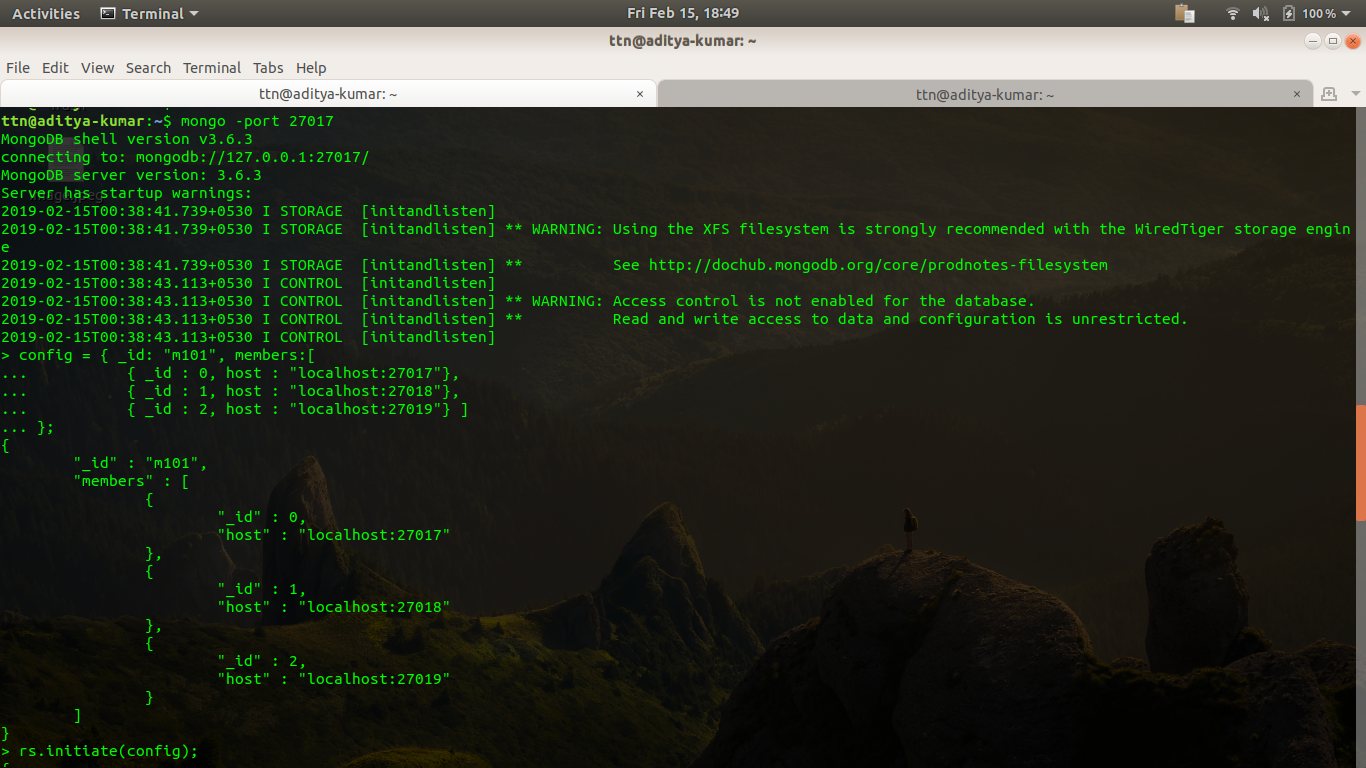 Activities Terminal Fri Feb 15, 18:49 100%
ttn@aditya-kumar: ~
File Edit View Search Terminal Tabs Help
ttn@aditya-kumar: ~ × ttn@aditya-kumar: ~ ×
ttn@aditya-kumar:~$ mongo -port 27017
MongoDB shell version v3.6.3
connecting to: mongodb://127.0.0.1:27017/
MongoDB server version: 3.6.3
Server has startup warnings:
2019-02-15T00:38:41.739+0530 I STORAGE  [initandlisten]
2019-02-15T00:38:41.739+0530 I STORAGE  [initandlisten] ** WARNING: Using the XFS filesystem is strongly recommended with the WiredTiger storage engin
e
2019-02-15T00:38:41.739+0530 I STORAGE  [initandlisten] **          See http://dochub.mongodb.org/core/prodnotes-filesystem
2019-02-15T00:38:43.113+0530 I CONTROL  [initandlisten]
2019-02-15T00:38:43.113+0530 I CONTROL  [initandlisten] ** WARNING: Access control is not enabled for the database.
2019-02-15T00:38:43.113+0530 I CONTROL  [initandlisten] **          Read and write access to data and configuration is unrestricted.
2019-02-15T00:38:43.113+0530 I CONTROL  [initandlisten]
> config = { _id: "m101", members:[
...           { _id : 0, host : "localhost:27017"},
...           { _id : 1, host : "localhost:27018"},
...           { _id : 2, host : "localhost:27019"} ]
... };
{
        "_id" : "m101",
        "members" : [
                {
                        "_id" : 0,
                        "host" : "localhost:27017"
                },
                {
                        "_id" : 1,
                        "host" : "localhost:27018"
                },
                {
                        "_id" : 2,
                        "host" : "localhost:27019"
                }
        ]
}
> rs.initiate(config);